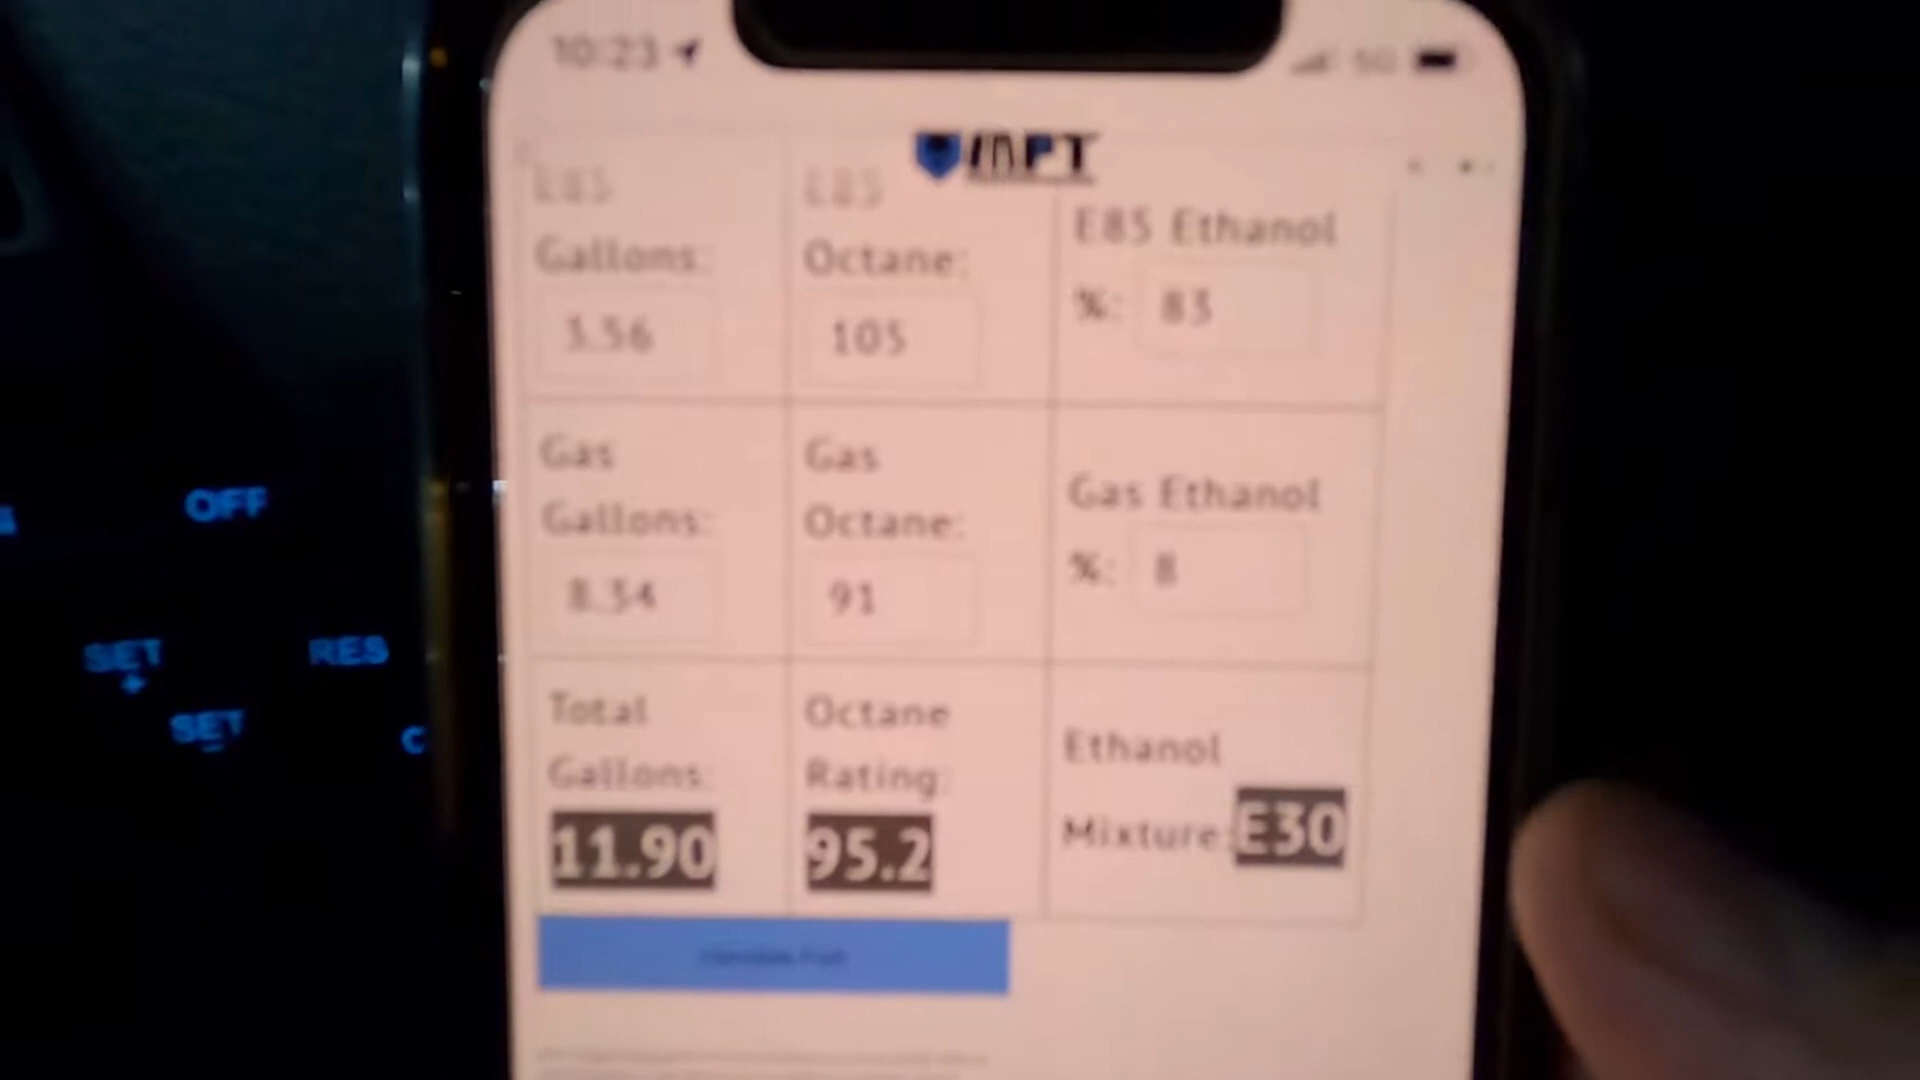 10:23
5G
MPT
E85
Gallons:
3.56
E85
Octane:
105
E85 Ethanol
%: 83
Gas
Gallons:
8.34
Gas
Octane:
91
Gas Ethanol
%: 8
Total
Gallons:
11.90
Octane
Rating:
95.2
Ethanol
Mixture: E30
OFF
SET
+
RES
SET
-
C